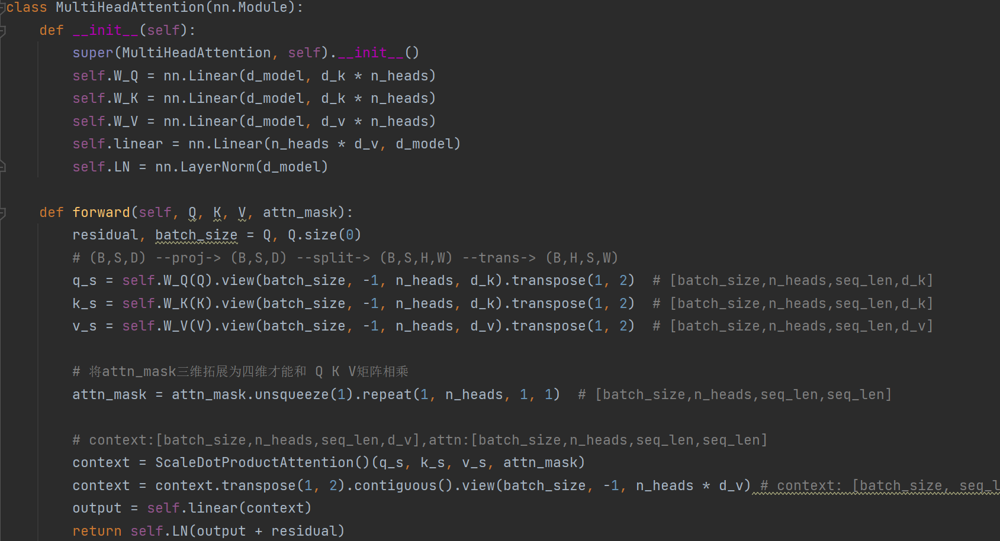 class MultiHeadAttention(nn.Module):
    def __init__(self):
        super(MultiHeadAttention, self).__init__()
        self.W_Q = nn.Linear(d_model, d_k * n_heads)
        self.W_K = nn.Linear(d_model, d_k * n_heads)
        self.W_V = nn.Linear(d_model, d_v * n_heads)
        self.linear = nn.Linear(n_heads * d_v, d_model)
        self.LN = nn.LayerNorm(d_model)
    def forward(self, Q, K, V, attn_mask):
        residual, batch_size = Q, Q.size(0)
        # (B,S,D) --proj-> (B,S,D) --split-> (B,S,H,W) --trans-> (B,H,S,W)
        q_s = self.W_Q(Q).view(batch_size, -1, n_heads, d_k).transpose(1, 2)  # [batch_size,n_heads,seq_len,d_k]
        k_s = self.W_K(K).view(batch_size, -1, n_heads, d_k).transpose(1, 2)  # [batch_size,n_heads,seq_len,d_k]
        v_s = self.W_V(V).view(batch_size, -1, n_heads, d_v).transpose(1, 2)  # [batch_size,n_heads,seq_len,d_v]
        # 将attn_mask三维拓展为四维才能和 Q K V矩阵相乘
        attn_mask = attn_mask.unsqueeze(1).repeat(1, n_heads, 1, 1)  # [batch_size,n_heads,seq_len,seq_len]
        # context:[batch_size,n_heads,seq_len,d_v],attn:[batch_size,n_heads,seq_len,seq_len]
        context = ScaleDotProductAttention()(q_s, k_s, v_s, attn_mask)
        context = context.transpose(1, 2).contiguous().view(batch_size, -1, n_heads * d_v) # context: [batch_size, seq_l
        output = self.linear(context)
        return self.LN(output + residual)